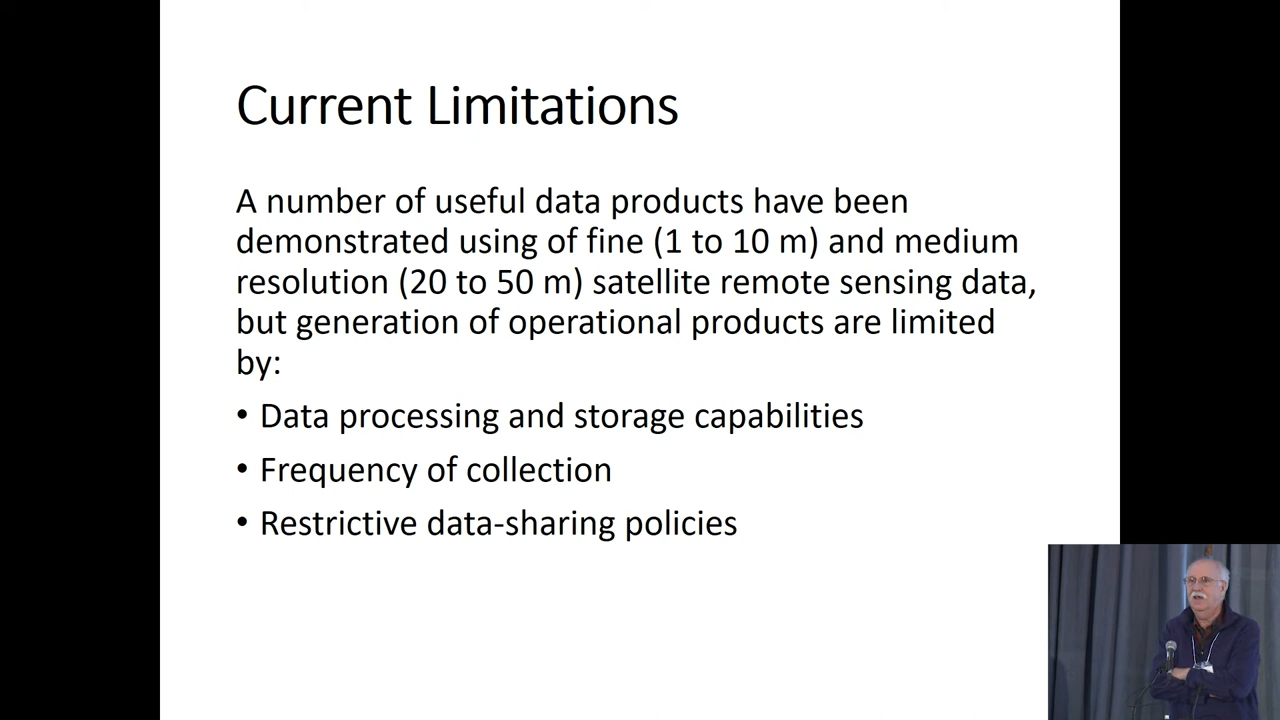 Current Limitations
A number of useful data products have been
demonstrated using of fine (1 to 10 m) and medium
resolution (20 to 50 m) satellite remote sensing data,
but generation of operational products are limited
by:
• Data processing and storage capabilities
• Frequency of collection
• Restrictive data-sharing policies